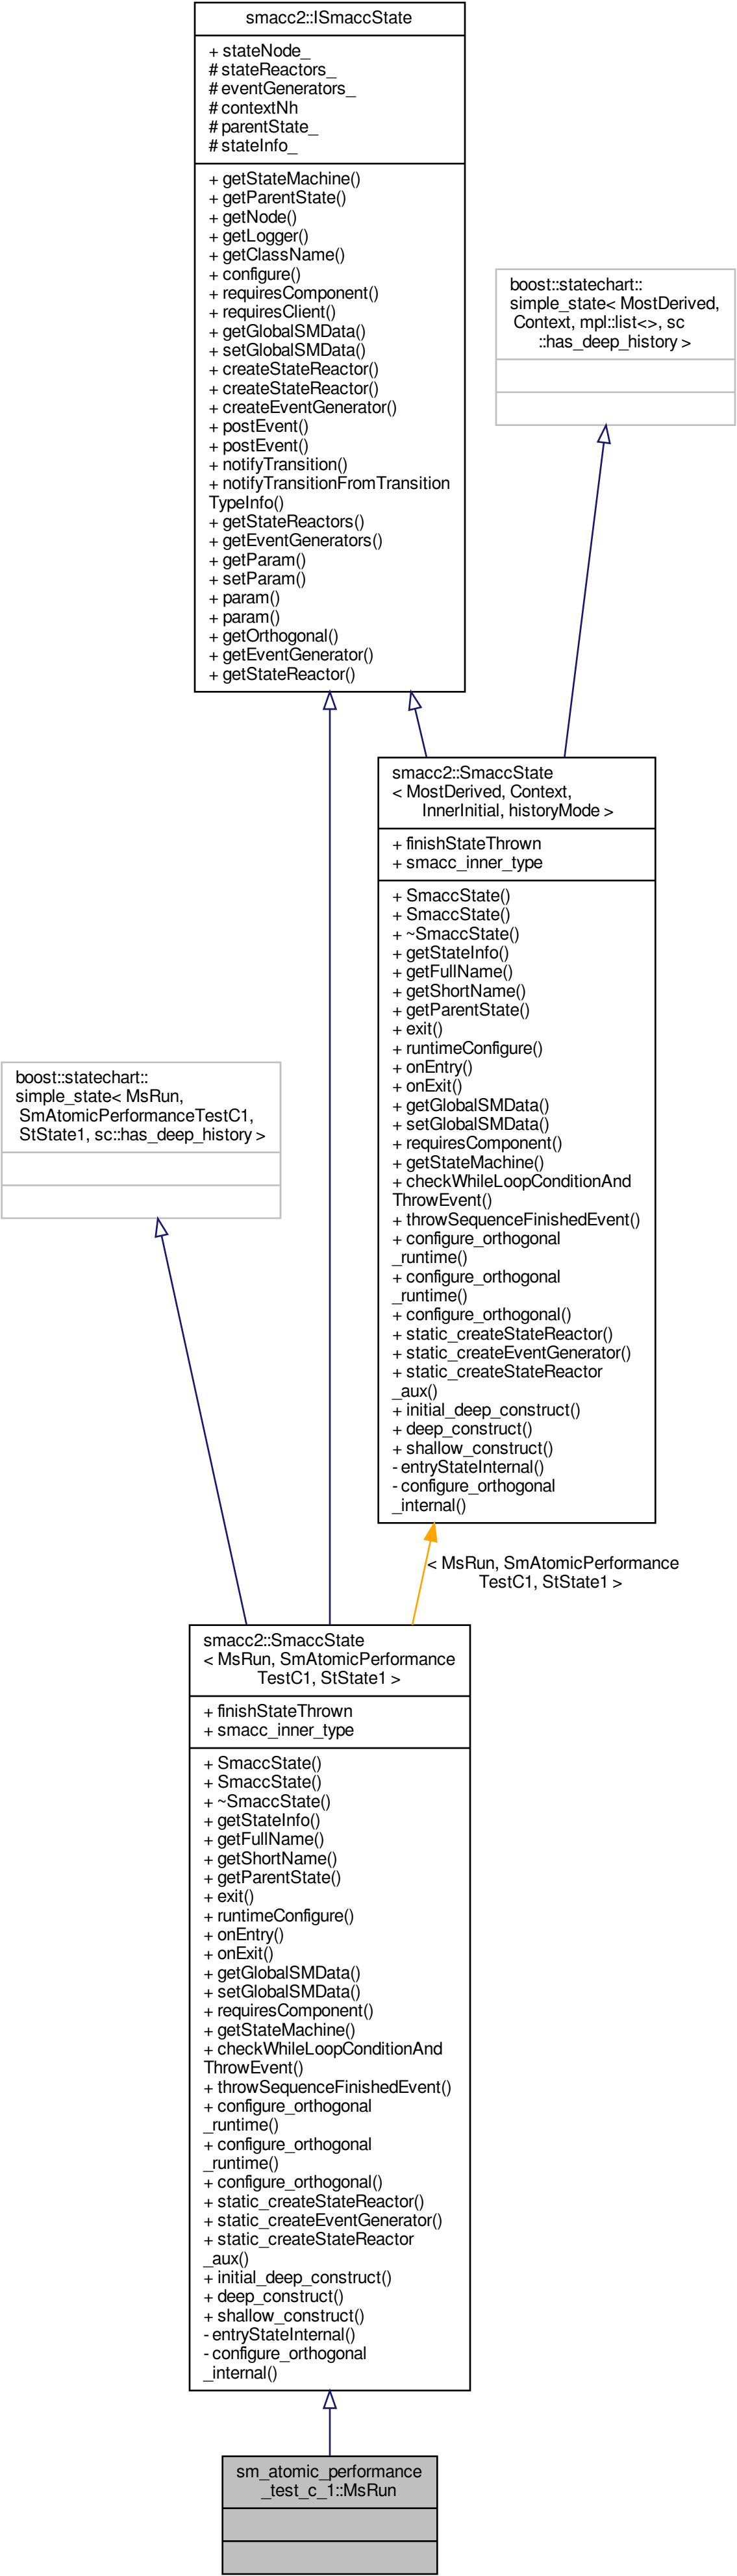 smacc2::ISmaccState
+ stateNode_
# stateReactors_
# eventGenerators_
# contextNh
# parentState_
# stateInfo_
+ getStateMachine()
+ getParentState()
+ getNode()
+ getLogger()
+ getClassName()
+ configure()
+ requiresComponent()
+ requiresClient()
+ getGlobalSMData()
+ setGlobalSMData()
+ createStateReactor()
+ createStateReactor()
+ createEventGenerator()
+ postEvent()
+ postEvent()
+ notifyTransition()
+ notifyTransitionFromTransition
TypeInfo()
+ getStateReactors()
+ getEventGenerators()
+ getParam()
+ setParam()
+ param()
+ param()
+ getOrthogonal()
+ getEventGenerator()
+ getStateReactor()
boost::statechart::
simple_state< MostDerived,
Context, mpl::list<>, sc
::has_deep_history >
smacc2::SmaccState
< MostDerived, Context,
InnerInitial, historyMode >
+ finishStateThrown
+ smacc_inner_type
+ SmaccState()
+ SmaccState()
+ ~SmaccState()
+ getStateInfo()
+ getFullName()
+ getShortName()
+ getParentState()
+ exit()
+ runtimeConfigure()
+ onEntry()
+ onExit()
+ getGlobalSMData()
+ setGlobalSMData()
+ requiresComponent()
+ getStateMachine()
+ checkWhileLoopConditionAnd
ThrowEvent()
+ throwSequenceFinishedEvent()
+ configure_orthogonal
_runtime()
+ configure_orthogonal
_runtime()
+ configure_orthogonal()
+ static_createStateReactor()
+ static_createEventGenerator()
+ static_createStateReactor
_aux()
+ initial_deep_construct()
+ deep_construct()
+ shallow_construct()
- entryStateInternal()
- configure_orthogonal
_internal()
boost::statechart::
simple_state< MsRun,
SmAtomicPerformanceTestC1,
StState1, sc::has_deep_history >
< MsRun, SmAtomicPerformance
TestC1, StState1 >
smacc2::SmaccState
< MsRun, SmAtomicPerformance
TestC1, StState1 >
+ finishStateThrown
+ smacc_inner_type
+ SmaccState()
+ SmaccState()
+ ~SmaccState()
+ getStateInfo()
+ getFullName()
+ getShortName()
+ getParentState()
+ exit()
+ runtimeConfigure()
+ onEntry()
+ onExit()
+ getGlobalSMData()
+ setGlobalSMData()
+ requiresComponent()
+ getStateMachine()
+ checkWhileLoopConditionAnd
ThrowEvent()
+ throwSequenceFinishedEvent()
+ configure_orthogonal
_runtime()
+ configure_orthogonal
_runtime()
+ configure_orthogonal()
+ static_createStateReactor()
+ static_createEventGenerator()
+ static_createStateReactor
_aux()
+ initial_deep_construct()
+ deep_construct()
+ shallow_construct()
- entryStateInternal()
- configure_orthogonal
_internal()
sm_atomic_performance
_test_c_1::MsRun